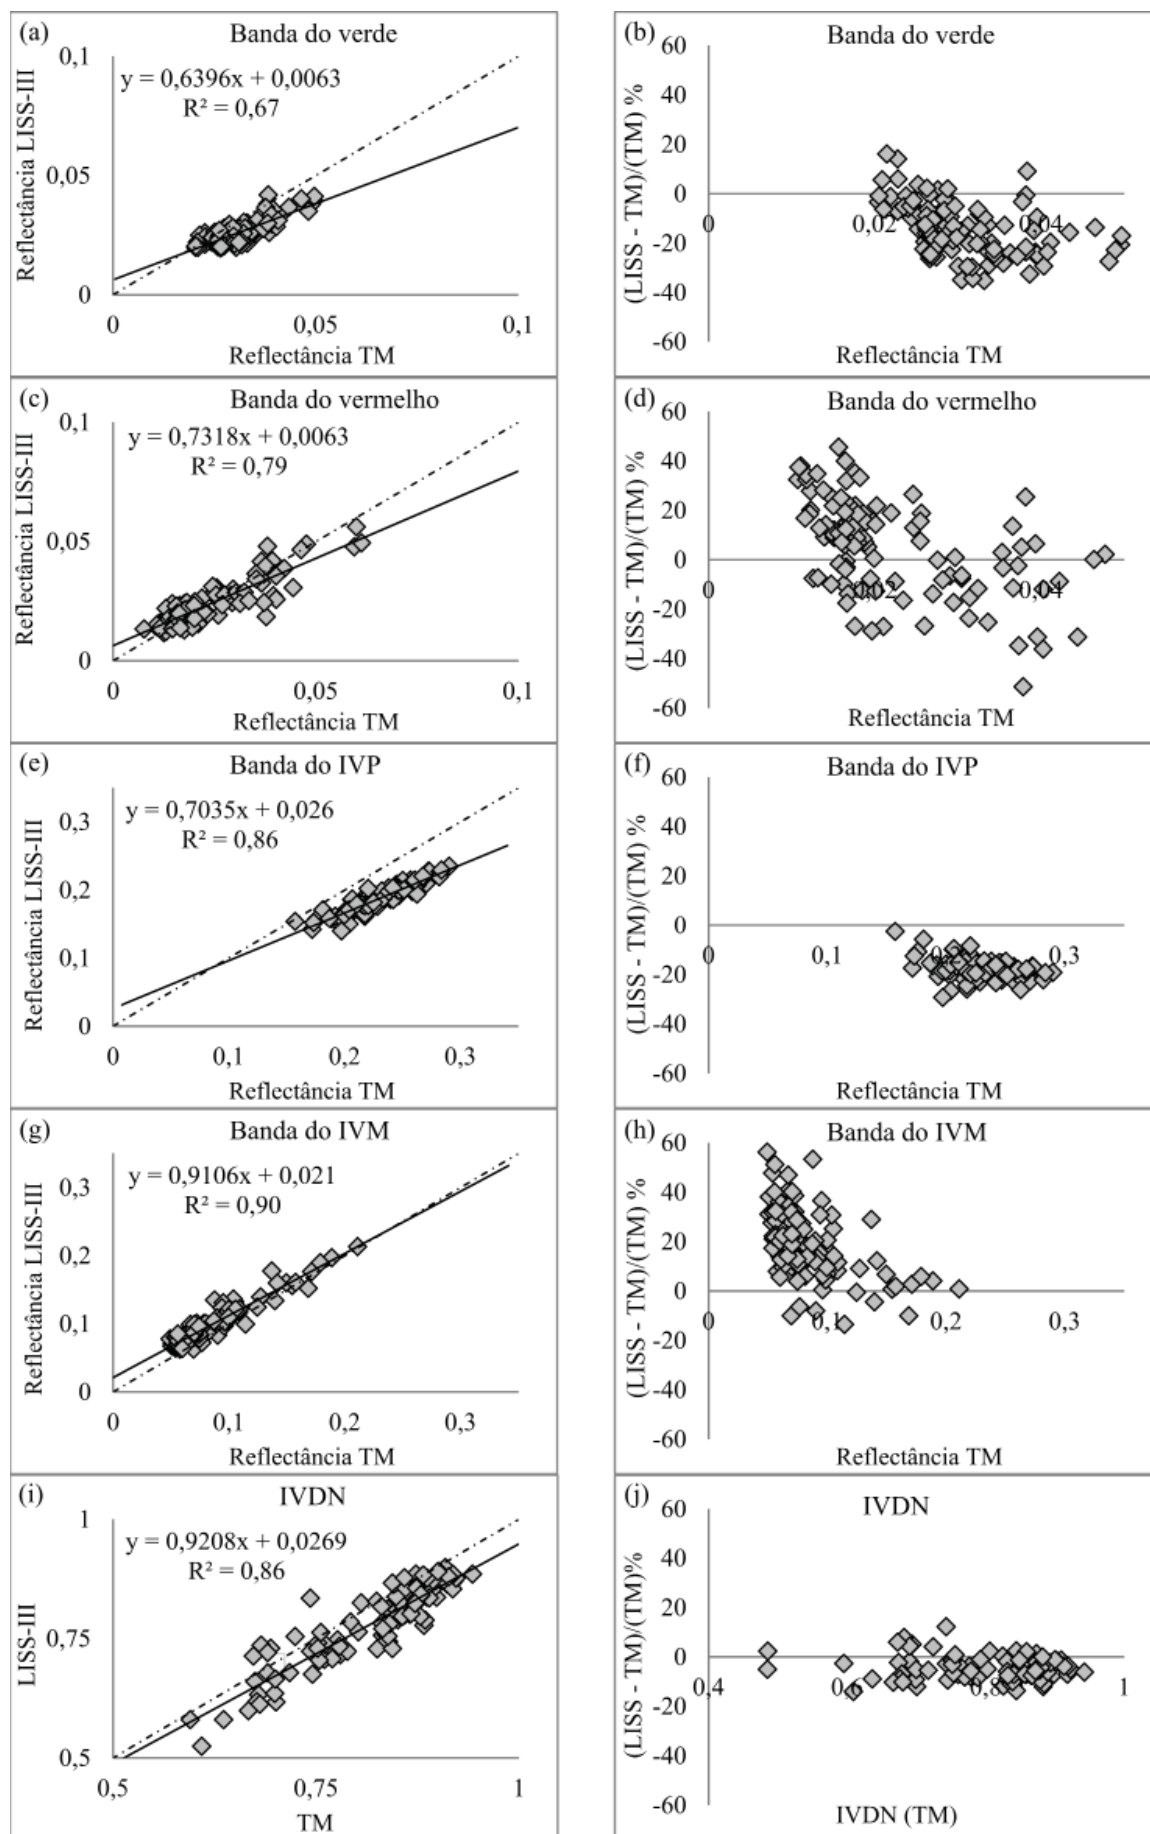 (a)
Banda do verde
0,1
y = 0,6396x + 0,0063
R² = 0,67
0,05
0
0
0,05
0,1
Reflectância LISS-III
Reflectância TM
(b)
Banda do verde
60
40
20
0
-20
-40
-60
0
0,02
0,04
(LISS - TM)/(TM) %
Reflectância TM
(c)
Banda do vermelho
0,1
y = 0,7318x + 0,0063
R² = 0,79
0,05
0
0
0,05
0,1
Reflectância LISS-III
Reflectância TM
(d)
Banda do vermelho
60
40
20
0
-20
-40
-60
0
0,02
0,04
(LISS - TM)/(TM) %
Reflectância TM
(e)
Banda do IVP
y = 0,7035x + 0,026
R² = 0,86
0,3
0,2
0,1
0
0
0,1
0,2
0,3
Reflectância LISS-III
Reflectância TM
(f)
Banda do IVP
60
40
20
0
-20
-40
-60
0
0,1
0,2
0,3
(LISS - TM)/(TM) %
Reflectância TM
(g)
Banda do IVM
y = 0,9106x + 0,021
R² = 0,90
0,3
0,2
0,1
0
0
0,1
0,2
0,3
Reflectância LISS-III
Reflectância TM
(h)
Banda do IVM
60
40
20
0
-20
-40
-60
0
0,1
0,2
0,3
(LISS - TM)/(TM) %
Reflectância TM
(i)
IVDN
1
y = 0,9208x + 0,0269
R² = 0,86
0,75
0,5
0,5
0,75
1
LISS-III
TM
(j)
IVDN
60
40
20
0
-20
-40
-60
0,4
0,6
0,8
1
(LISS - TM)/(TM)%
IVDN (TM)